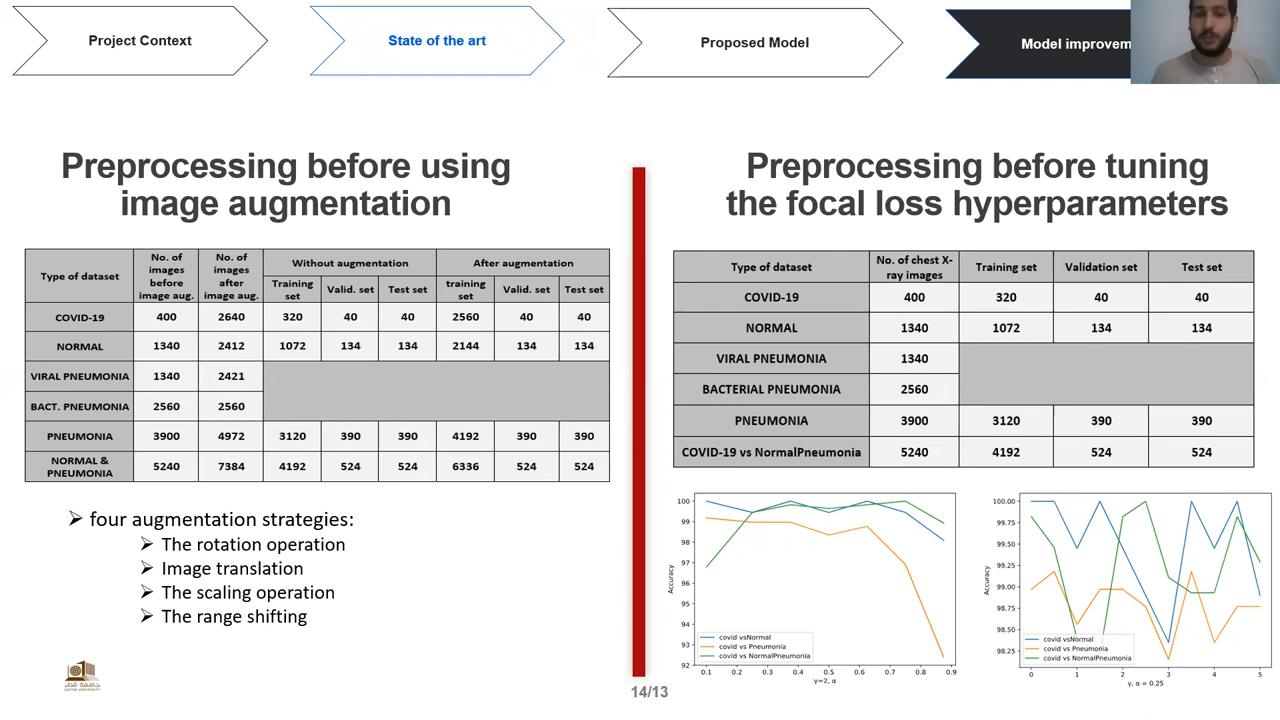 Project Context
State of the art
Proposed Model
Model improvem
Preprocessing before using
image augmentation
Type of dataset
No. of
images
before
image aug.
No. of
images
after
image aug.
Without augmentation
After augmentation
Training
set
Valid. set
Test set
training
set
Valid. set
Test set
COVID-19 400 2640 320 40 40 2560 40 40
NORMAL 1340 2412 1072 134 134 2144 134 134
VIRAL PNEUMONIA 1340 2421
BACT. PNEUMONIA 2560 2560
PNEUMONIA 3900 4972 3120 390 390 4192 390 390
NORMAL &
PNEUMONIA
5240 7384 4192 524 524 6336 524 524
➢ four augmentation strategies:
➢ The rotation operation
➢ Image translation
➢ The scaling operation
➢ The range shifting
جامعة قطر
QATAR UNIVERSITY
Preprocessing before tuning
the focal loss hyperparameters
Type of dataset
No. of chest X-
ray images
Training set
Validation set
Test set
COVID-19 400 320 40 40
NORMAL 1340 1072 134 134
VIRAL PNEUMONIA 1340
BACTERIAL PNEUMONIA 2560
PNEUMONIA 3900 3120 390 390
COVID-19 vs NormalPneumonia 5240 4192 524 524
100
99
98
97
96
95
94
93
92
Accuracy
covid vsNormal
covid vs Pneumonia
covid vs NormalPneumonia
0.1 0.2 0.3 0.4 0.5 0.6 0.7 0.8 0.9
γ=2, α
100.00
99.75
99.50
99.25
99.00
98.75
98.50
98.25
Accuracy
covid vsNormal
covid vs Pneumonia
covid vs NormalPneumonia
0 1 2 3 4 5
γ, α = 0.25
14/13